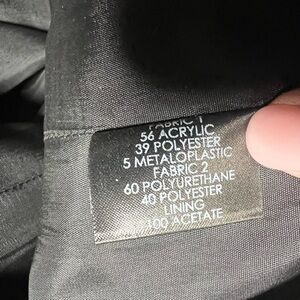 FABRIC 1
56 ACRYLIC
39 POLYESTER
5 METALOPLASTIC
FABRIC 2
60 POLYURETHANE
40 POLYESTER
LINING
100 ACETATE